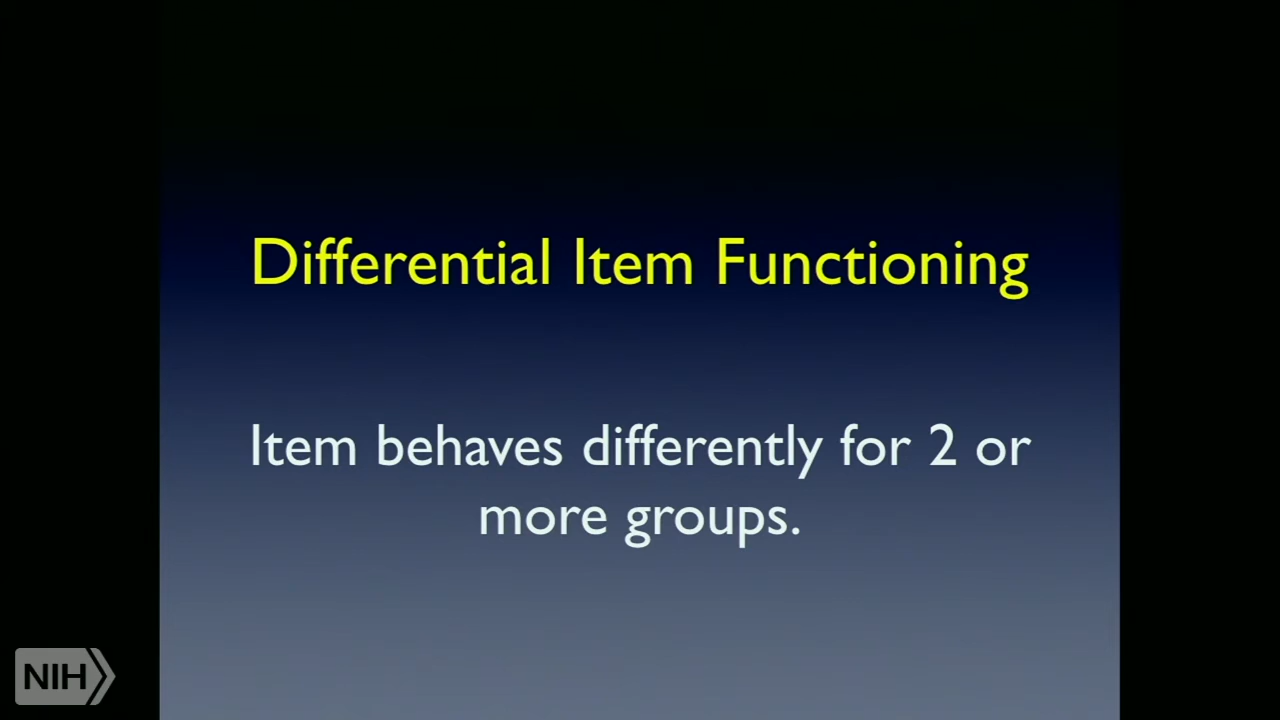 Differential Item Functioning
Item behaves differently for 2 or
more groups.
NIH